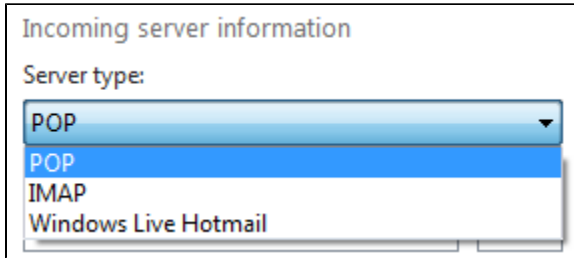 Incoming server information
Server type:
POP
POP
IMAP
Windows Live Hotmail